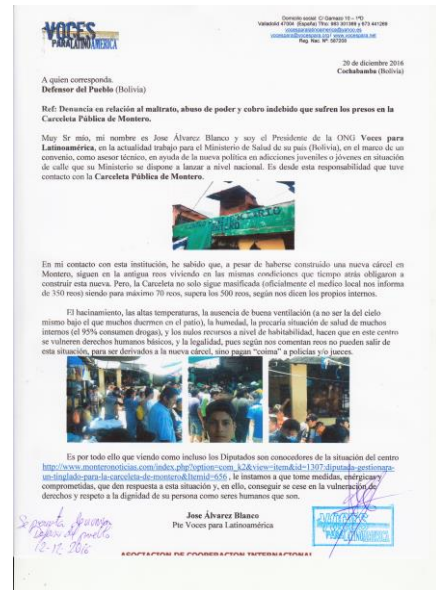 VOCES
PARALATINOAMERICA
Domicilio social: C/ Gamazo 10 – 1ºD
Valladolid 47004 (España) Tfno: 983 301389 y 673 441289
Reg. Nac. Nº: 587208
20 de diciembre 2016
Cochabamba (Bolivia)
A quien corresponda.
Defensor del Pueblo (Bolivia)
Ref: Denuncia en relación al maltrato, abuso de poder y cobro indebido que sufren los presos en la
Carceleta Pública de Montero.
Muy Sr mío, mi nombre es Jose Álvarez Blanco y soy el Presidente de la ONG Voces para
Latinoamérica, en la actualidad trabajo para el Ministerio de Salud de su país (Bolivia), en el marco de un
convenio, como asesor técnico, en ayuda de la nueva política en adicciones juveniles o jóvenes en situación
de calle que su Ministerio se dispone a lanzar a nivel nacional. Es desde esta responsabilidad que tuve
contacto con la Carceleta Pública de Montero.
En mi contacto con esta institución, he sabido que, a pesar de haberse construido una nueva cárcel en
Montero, siguen en la antigua reos viviendo en las mismas condiciones que tiempo atrás obligaron a
construir esta nueva. Pero, la Carceleta no solo sigue masificada (oficialmente el medico local nos informa
de 350 reos) siendo para máximo 70 reos, supera los 500 reos, según nos dicen los propios internos.
El hacinamiento, las altas temperaturas, la ausencia de buena ventilación (a no ser la del cielo
mismo bajo el que muchos duermen en el patio), la humedad, la precaria situación de salud de muchos
internos (el 95% consumen drogas), y los nulos recursos a nivel de habitabilidad, hacen que en este centro
se vulneren derechos humanos básicos, y la legalidad, pues según nos comentan reos no pueden salir de
esta situación, para ser derivados a la nueva cárcel, sino pagan “coima” a policías y/o jueces.
Es por todo ello que viendo como incluso los Diputados son conocedores de la situación del centro
http://www.monteronoticias.com/index.php?option=com_k2&view=item&id=1307:diputada-gestionara-
un-tinglado-para-la-carceleta-de-montero&Itemid=656 , le instamos a que tome medidas, enérgicas y
comprometidas, que den respuesta a esta situación y, en ello, conseguir se cese en la vulneración de
derechos y respeto a la dignidad de su persona como seres humanos que son.
Jose Álvarez Blanco
Pte Voces para Latinoamérica
ASOCIACION DE COOPERACION INTERNACIONAL